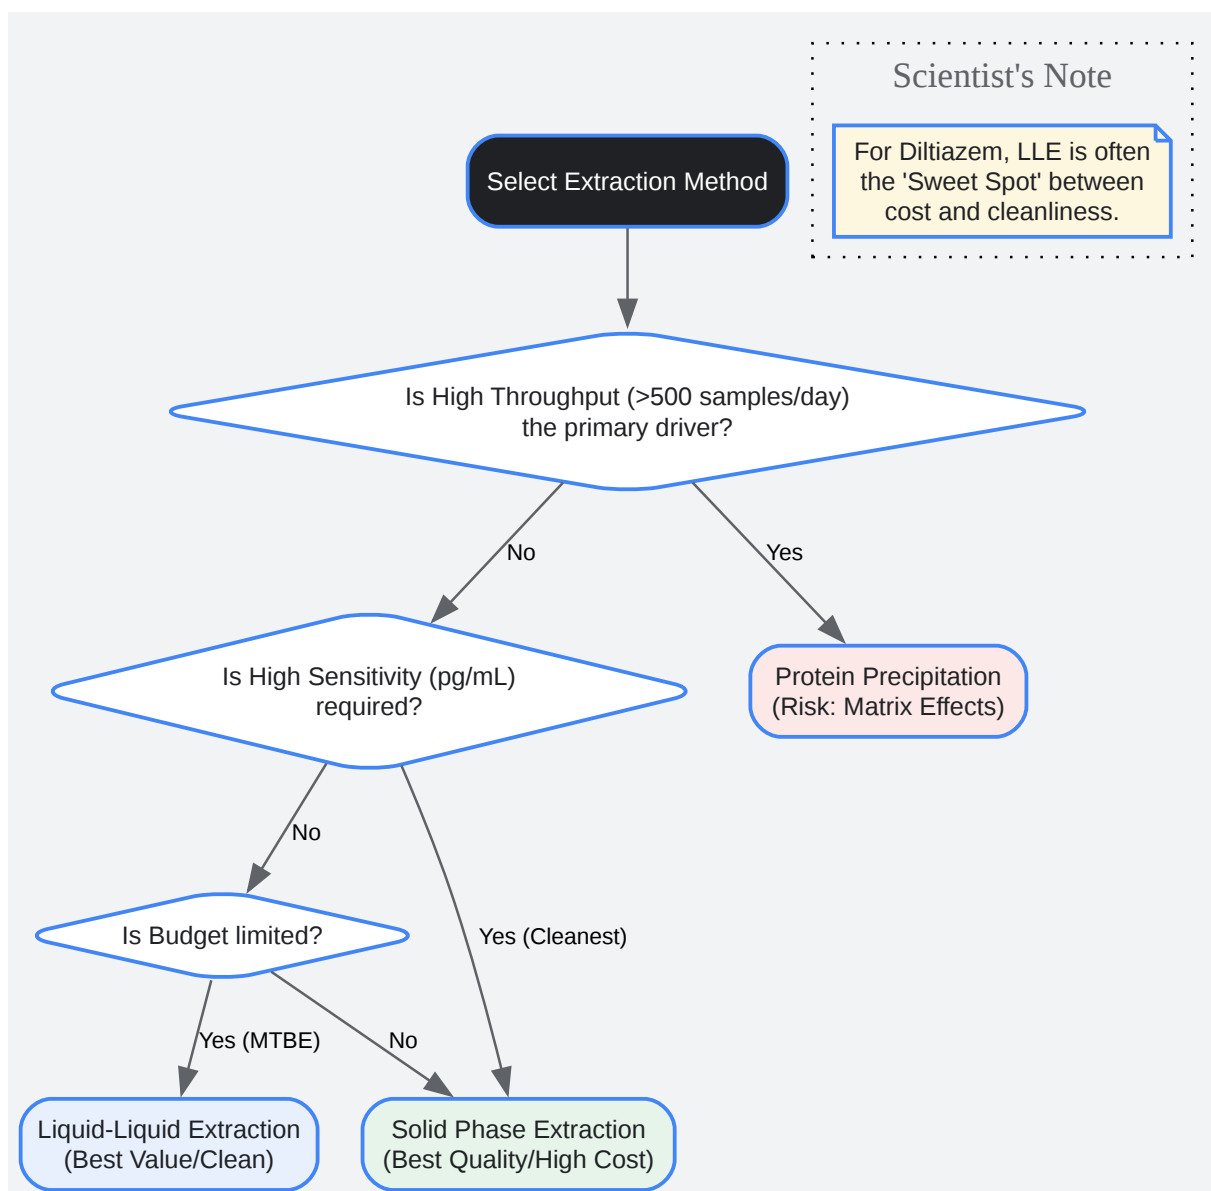 Scientist's Note
For Diltiazem, LLE is often
the 'Sweet Spot' between
cost and cleanliness.
Select Extraction Method
Is High Throughput (>500 samples/day)
the primary driver?
No
Yes
Is High Sensitivity (pg/mL)
required?
Protein Precipitation
(Risk: Matrix Effects)
No
Is Budget limited?
Yes (Cleanest)
Yes (MTBE)
No
Liquid-Liquid Extraction
(Best Value/Clean)
Solid Phase Extraction
(Best Quality/High Cost)